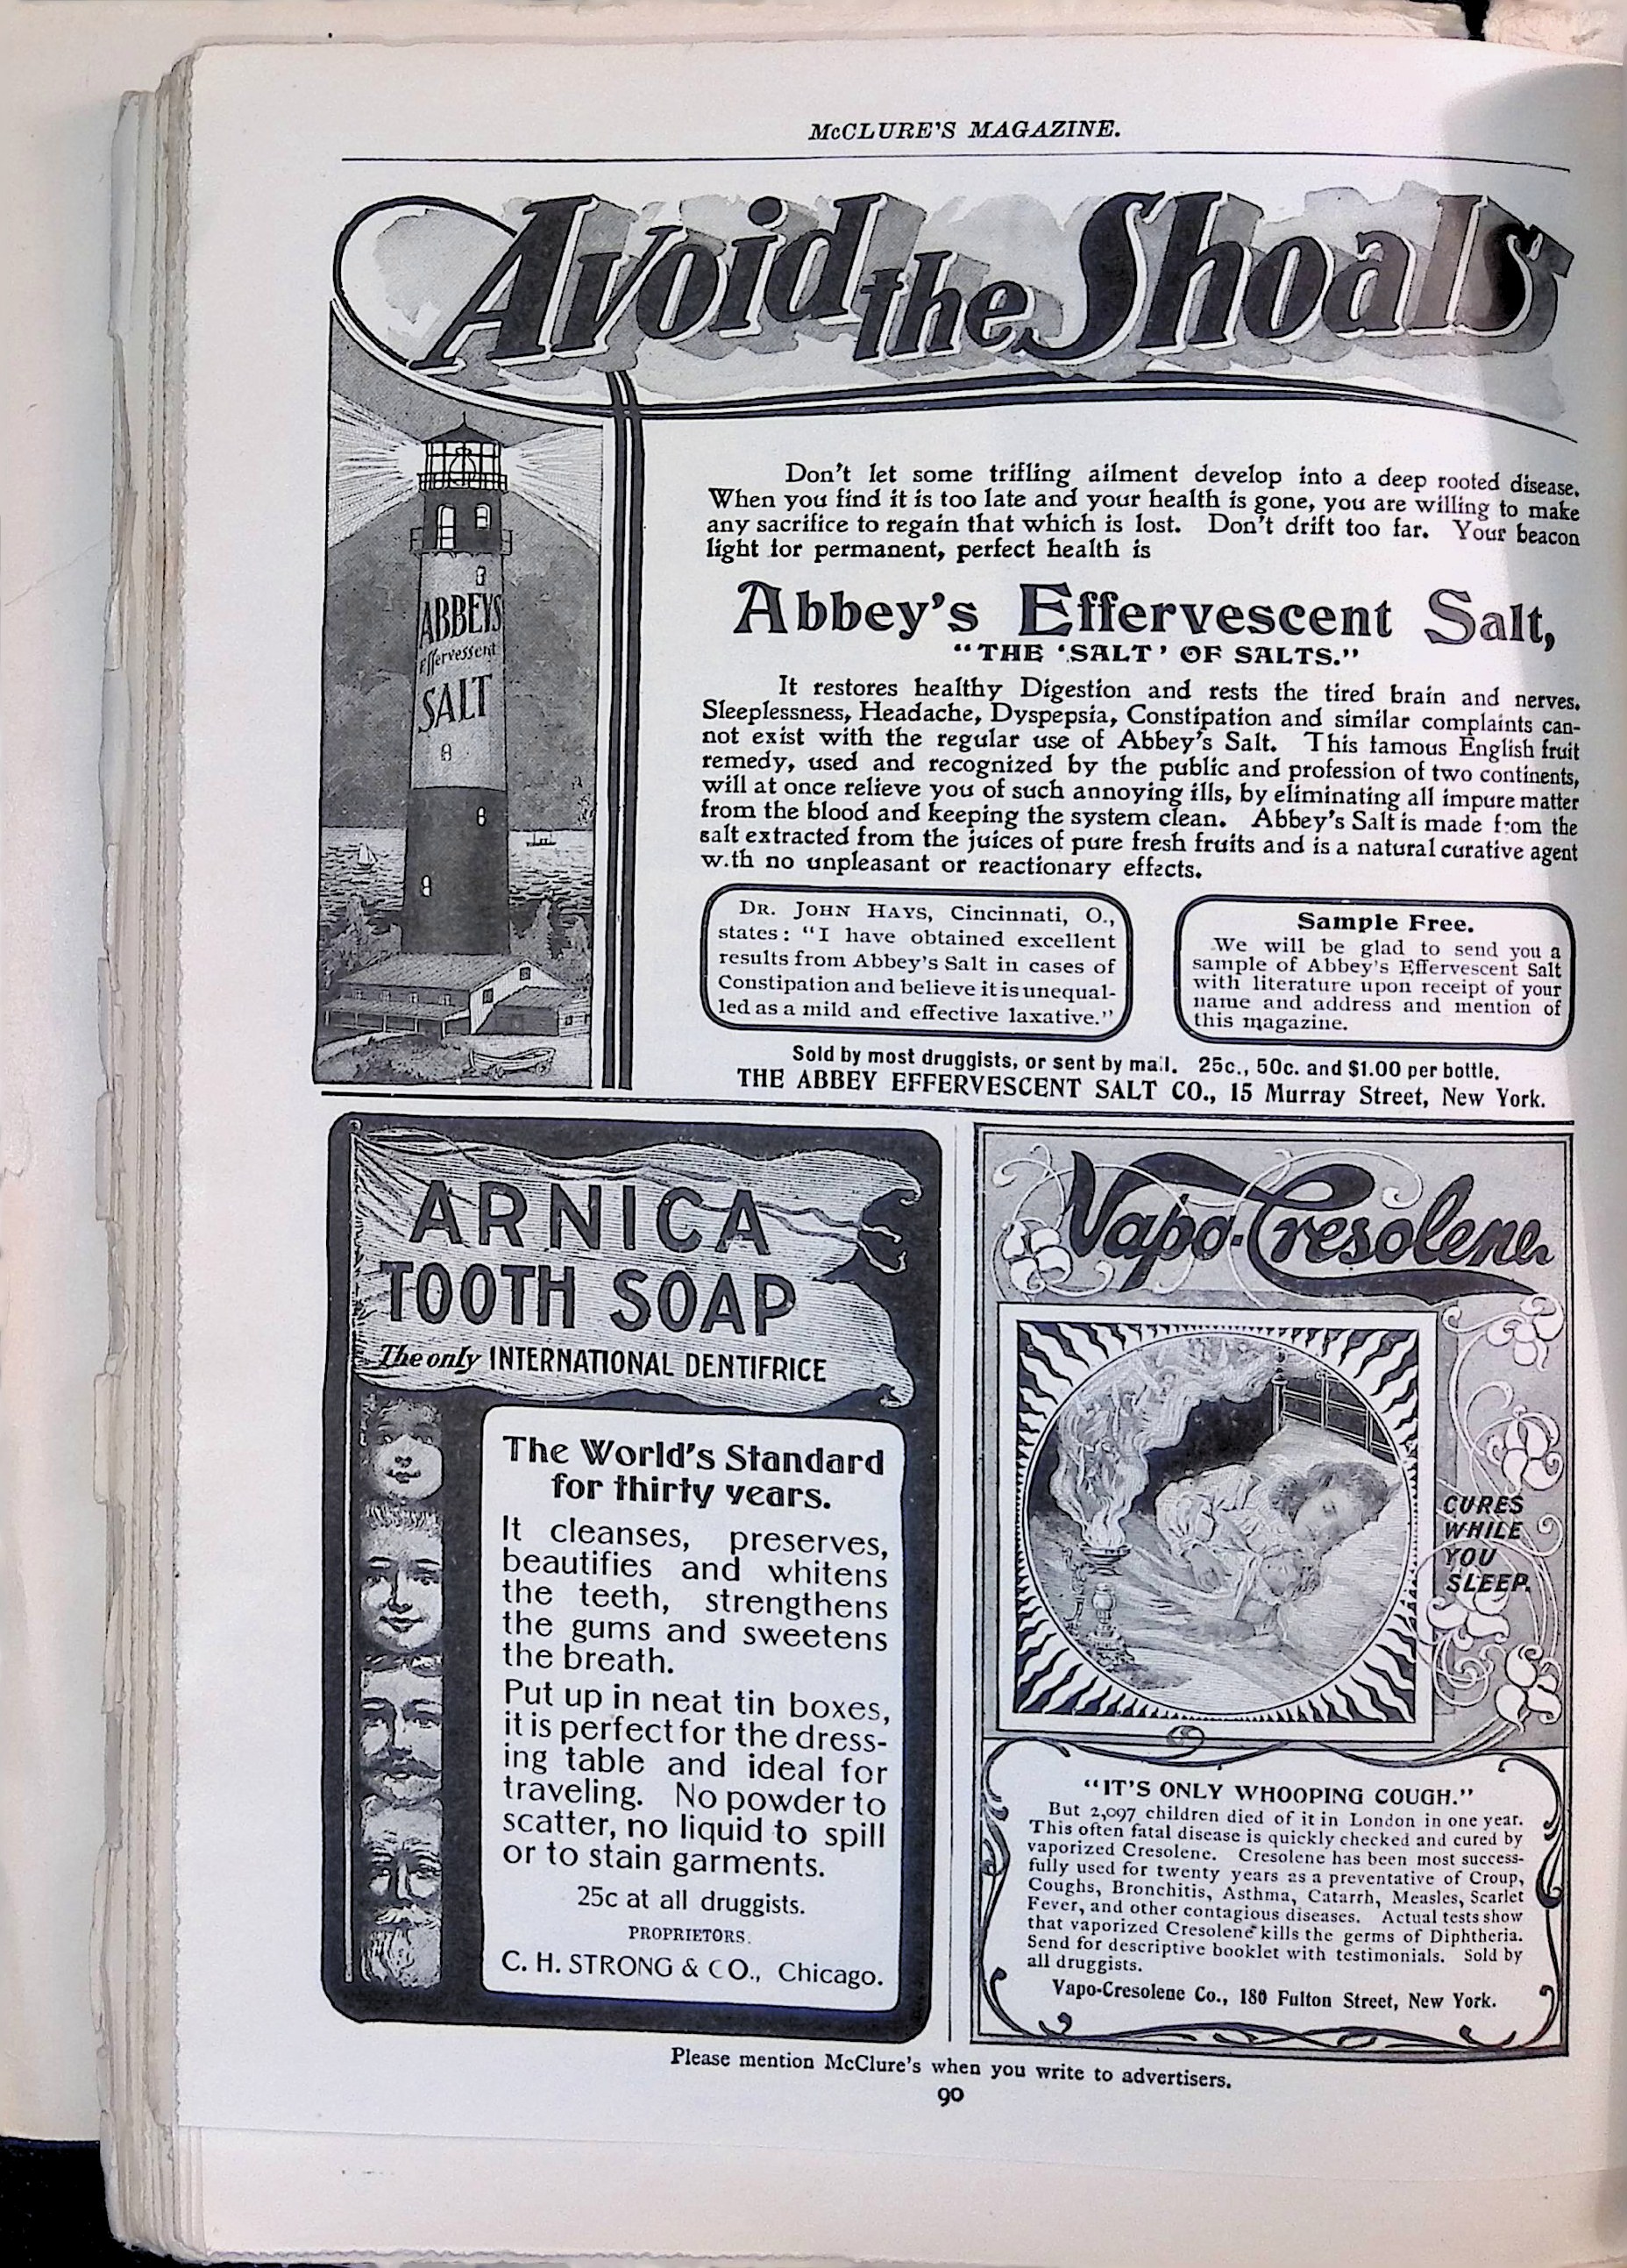 McCLURE'S MAGAZINE.
Avoid the Shoals
ABBEYS
Effervescent
SALT
Don't let some trifling ailment develop into a deep rooted disease.
When you find it is too late and your health is gone, you are willing to make
any sacrifice to regain that which is lost. Don't drift too far. Your beacon
light for permanent, perfect health is
Abbey's Effervescent Salt,
"THE 'SALT' OF SALTS."
It restores healthy Digestion and rests the tired brain and nerves.
Sleeplessness, Headache, Dyspepsia, Constipation and similar complaints can-
not exist with the regular use of Abbey's Salt. This famous English fruit
remedy, used and recognized by the public and profession of two continents,
will at once relieve you of such annoying ills, by eliminating all impure matter
from the blood and keeping the system clean. Abbey's Salt is made from the
salt extracted from the juices of pure fresh fruits and is a natural curative agent
with no unpleasant or reactionary effects.
DR. JOHN HAYS, Cincinnati, O.,
states: "I have obtained excellent
results from Abbey's Salt in cases of
Constipation and believe it is unequal-
led as a mild and effective laxative."
Sample Free.
We will be glad to send you a
sample of Abbey's Effervescent Salt
with literature upon receipt of your
name and address and mention of
this magazine.
Sold by most druggists, or sent by mail. 25c., 50c. and $1.00 per bottle.
THE ABBEY EFFERVESCENT SALT CO., 15 Murray Street, New York.
ARNICA
TOOTH SOAP
The only INTERNATIONAL DENTIFRICE
The World's Standard
for thirty years.
It cleanses, preserves,
beautifies and whitens
the teeth, strengthens
the gums and sweetens
the breath.
Put up in neat tin boxes,
it is perfect for the dress-
ing table and ideal for
traveling. No powder to
scatter, no liquid to spill
or to stain garments.
25c at all druggists.
PROPRIETORS.
C. H. STRONG & CO., Chicago.
Vapo-Cresolene
CURES
WHILE
YOU
SLEEP.
"IT'S ONLY WHOOPING COUGH."
But 2,097 children died of it in London in one year.
This often fatal disease is quickly checked and cured by
vaporized Cresolene. Cresolene has been most success-
fully used for twenty years as a preventative of Croup,
Coughs, Bronchitis, Asthma, Catarrh, Measles, Scarlet
Fever, and other contagious diseases. Actual tests show
that vaporized Cresolene kills the germs of Diphtheria.
Send for descriptive booklet with testimonials. Sold by
all druggists.
Vapo-Cresolene Co., 180 Fulton Street, New York.
Please mention McClure's when you write to advertisers.
90